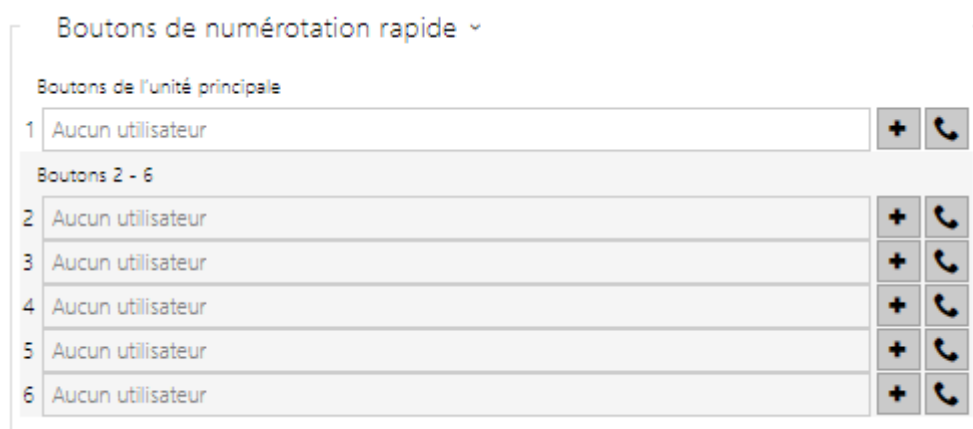 Boutons de numérotation rapide
Boutons de l'unité principale
1 Aucun utilisateur
Boutons 2 - 6
2 Aucun utilisateur
3 Aucun utilisateur
4 Aucun utilisateur
5 Aucun utilisateur
6 Aucun utilisateur